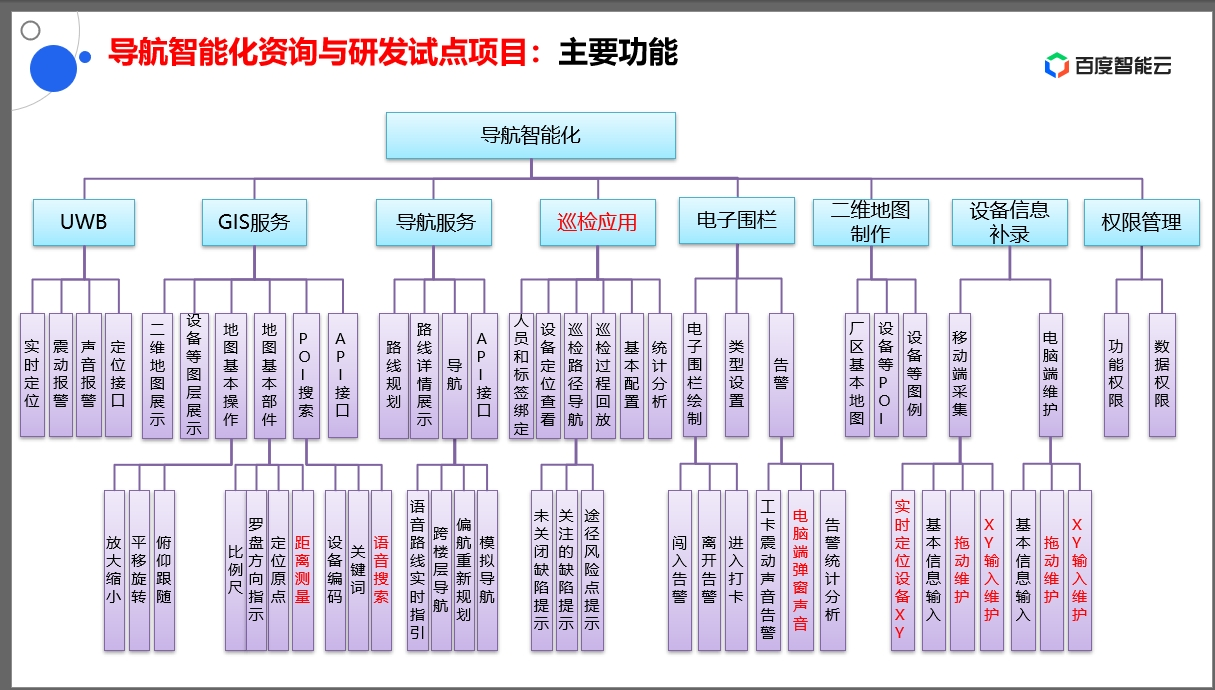 导航智能化资询与研发试点项目：主要功能
百度智能云
导航智能化
UWB
GIS服务
导航服务
巡检应用
电子围栏
二维地图
制作
设备信息
补录
权限管理
实时定位
震动报警
声音报警
定位接口
二维地图展示
设备等图层展示
地图基本操作
地图基本部件
POI搜索
API接口
路线规划
路线详情展示
导航
API接口
人员和标签绑定
设备定位查看
巡检路径导航
巡检过程回放
基本配置
统计分析
电子围栏绘制
类型设置
告警
厂区基本地图
设备等POI
设备等图例
移动端采集
电脑端维护
功能权限
数据权限
放大缩小
平移旋转
俯仰跟随
比例尺
罗盘方向指示
定位原点
距离测量
设备编码
关键词
语音搜索
语音路线实时指引
跨楼层导航
偏航重新规划
模拟导航
未关闭缺陷提示
关注的缺陷提示
途径风险点提示
闯入告警
离开告警
进入打卡
工卡震动声音告警
电脑端弹窗声音
告警统计分析
实时定位设备XY
基本信息输入
拖动维护
XY输入维护
基本信息输入
拖动维护
XY输入维护